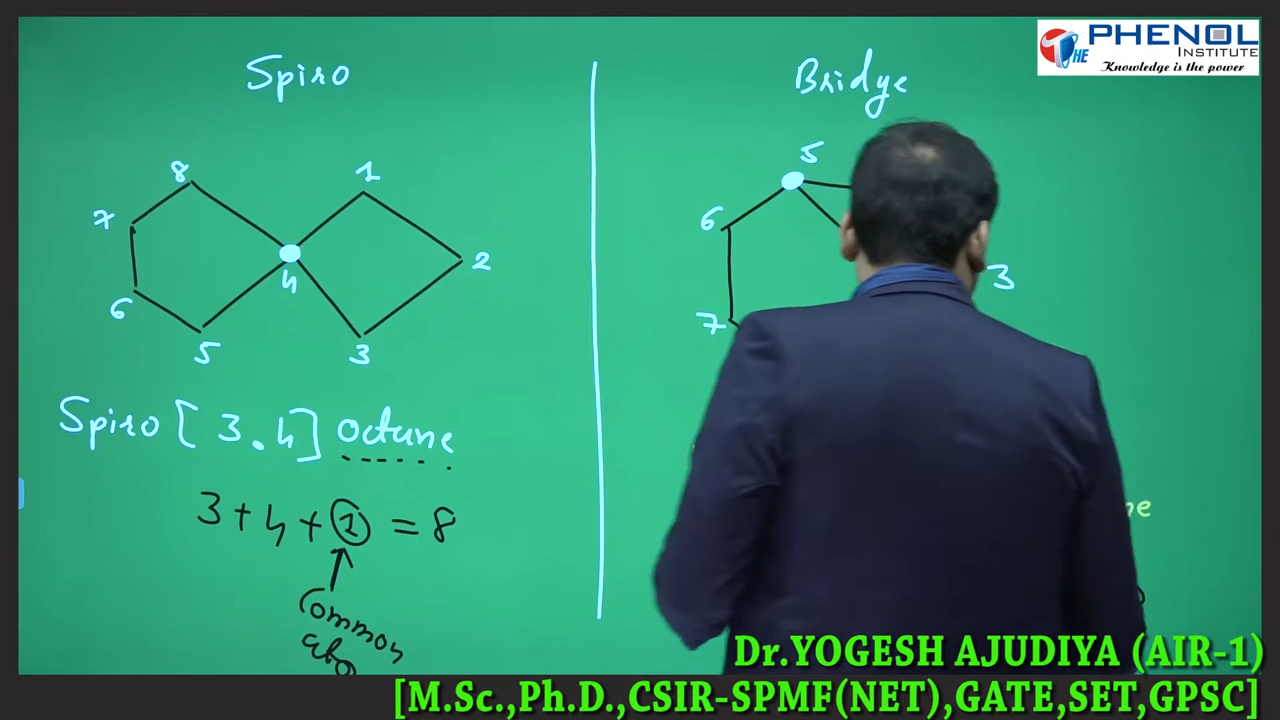 PHENOL
INSTITUTE
THE
Knowledge is the power
Spiro
Bridge
8
1
7
4
2
6
5
3
5
6
3
7
Spiro [3.4] octane
3+4+1=8
Common
ne
Dr.YOGESH AJUDIYA (AIR-1)
[M.Sc.,Ph.D.,CSIR-SPMF(NET),GATE,SET,GPSC]